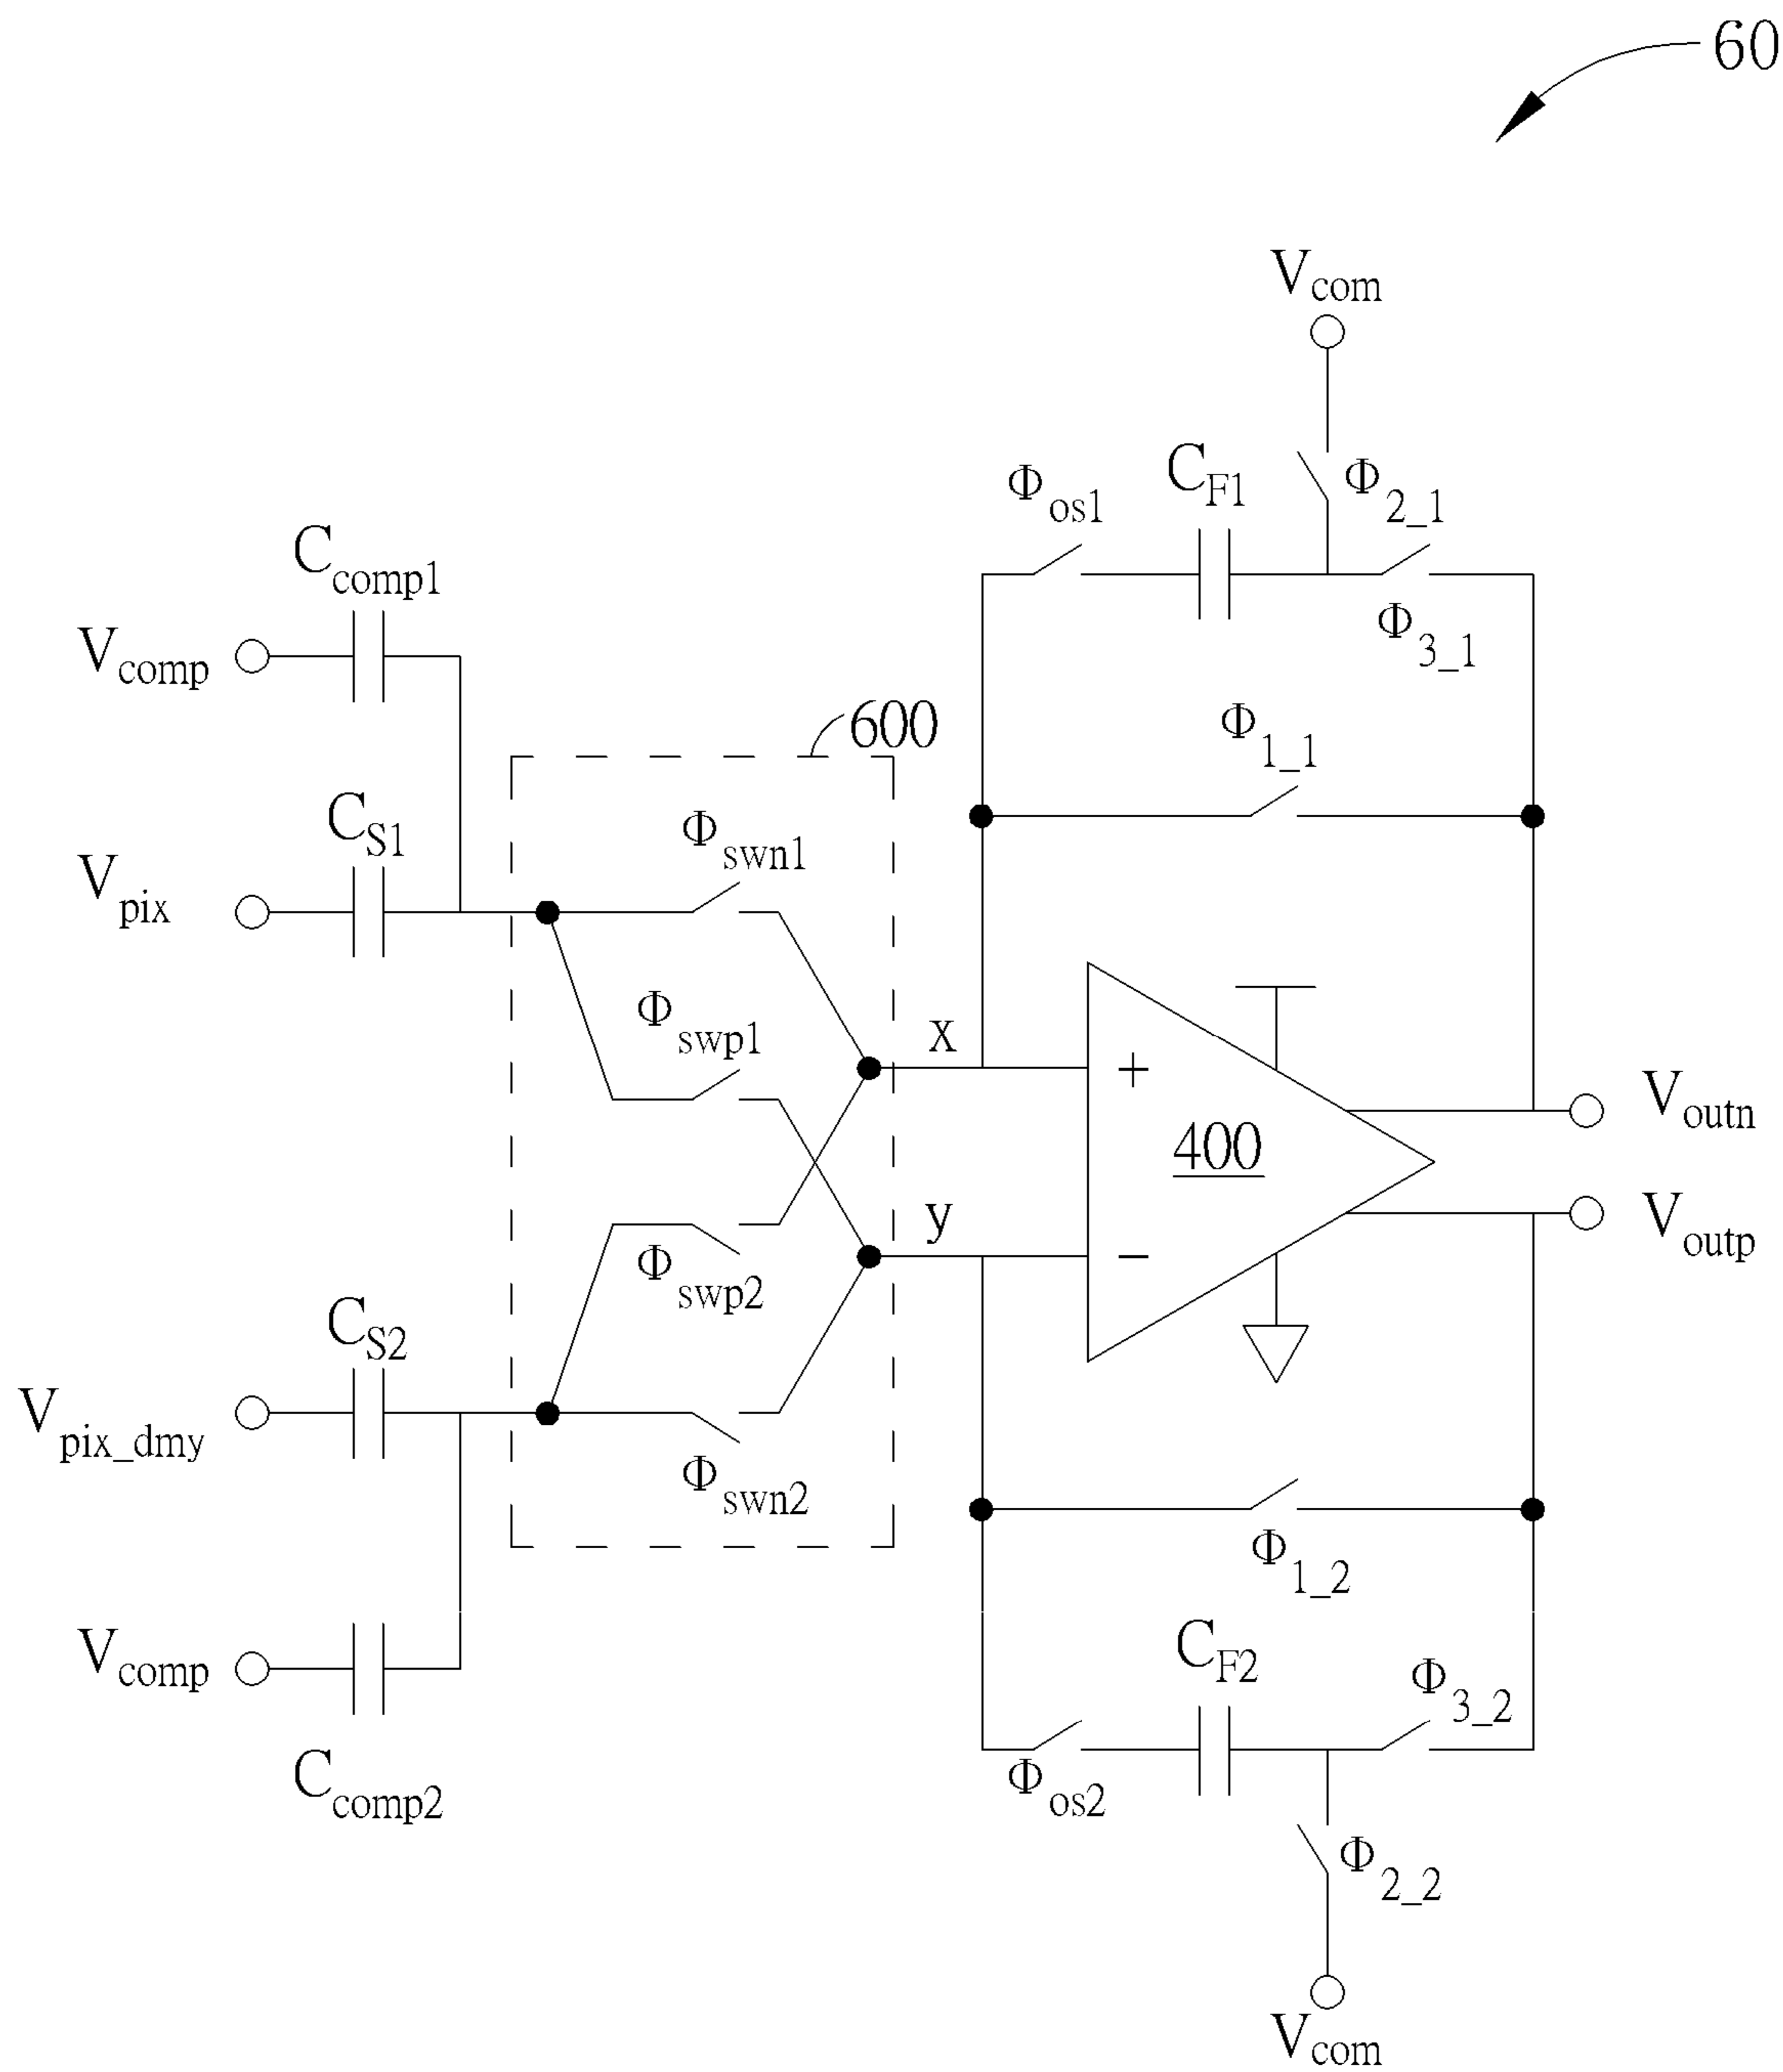 60
Vcom
Φos1
CF1
Φ2_1
Ccomp1
Φ3_1
Vcomp
600
Φ1_1
CS1
Φswn1
Vpix
Φswp1
x
+
400
Voutn
y
−
Voutp
Φswp2
CS2
Vpix_dmy
Φswn2
Φ1_2
Vcomp
CF2
Φ3_2
Ccomp2
Φos2
Φ2_2
Vcom